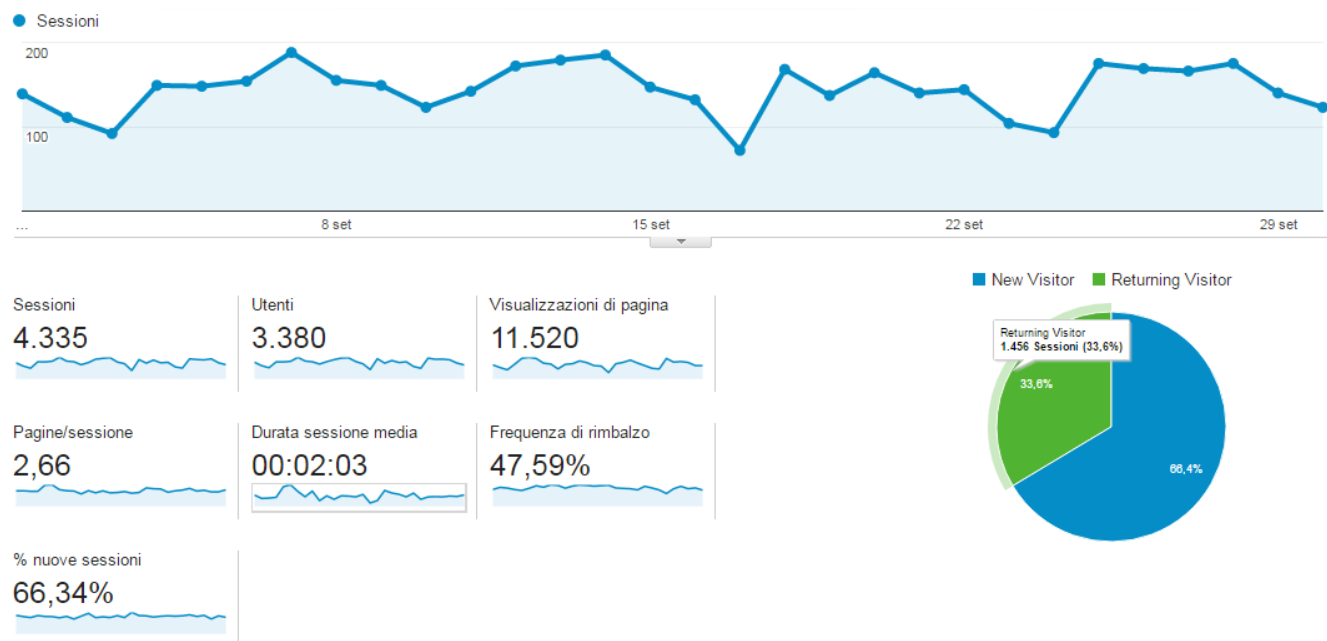 Sessioni
200
100
...
8 set
15 set
22 set
29 set
New Visitor
Returning Visitor
Sessioni
4.335
Utenti
3.380
Visualizzazioni di pagina
11.520
Returning Visitor
1.456 Sessioni (33,6%)
33,6%
66,4%
Pagine/sessione
2,66
Durata sessione media
00:02:03
Frequenza di rimbalzo
47,59%
% nuove sessioni
66,34%